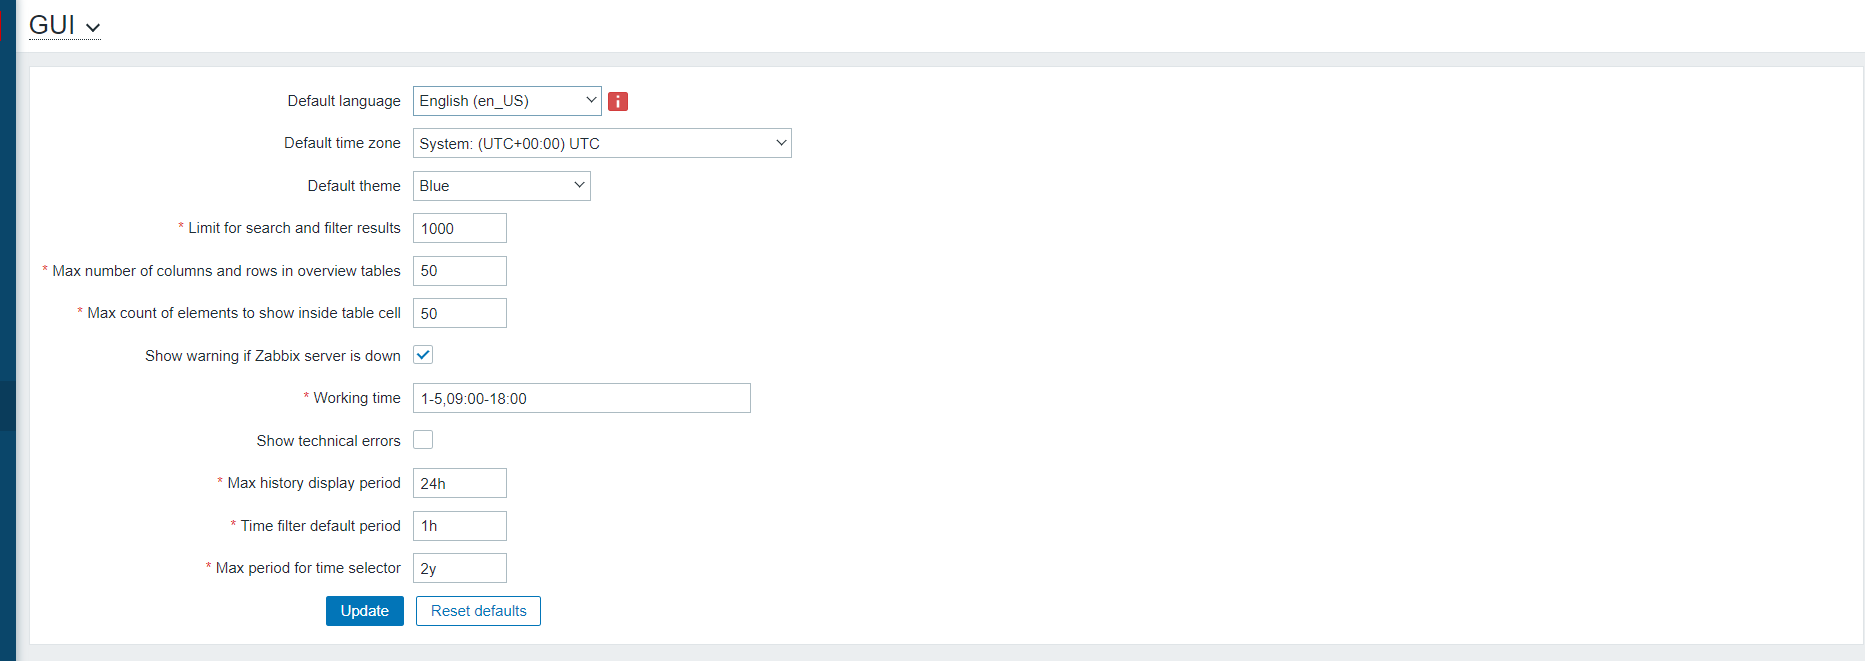 GUI
Default language English (en_US) i
Default time zone System: (UTC+00:00) UTC
Default theme Blue
* Limit for search and filter results 1000
* Max number of columns and rows in overview tables 50
* Max count of elements to show inside table cell 50
Show warning if Zabbix server is down
* Working time 1-5,09:00-18:00
Show technical errors
* Max history display period 24h
* Time filter default period 1h
* Max period for time selector 2y
Update Reset defaults